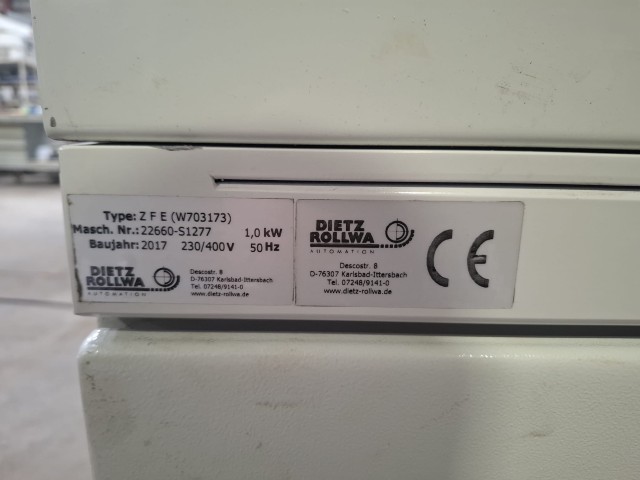 Type: Z F E (W703173)
Masch. Nr.: 22660-S1277 1,0 kW
Baujahr: 2017 230/400 V 50 Hz
DIETZ
ROLLWA
AUTOMATION
Descostr. 8
D-76307 Karlsbad-Ittersbach
Tel. 07248/9141-0
www.dietz-rollwa.de
DIETZ
ROLLWA
AUTOMATION
Descostr. 8
D-76307 Karlsbad-Ittersbach
Tel. 07248/9141-0
www.dietz-rollwa.de
CE